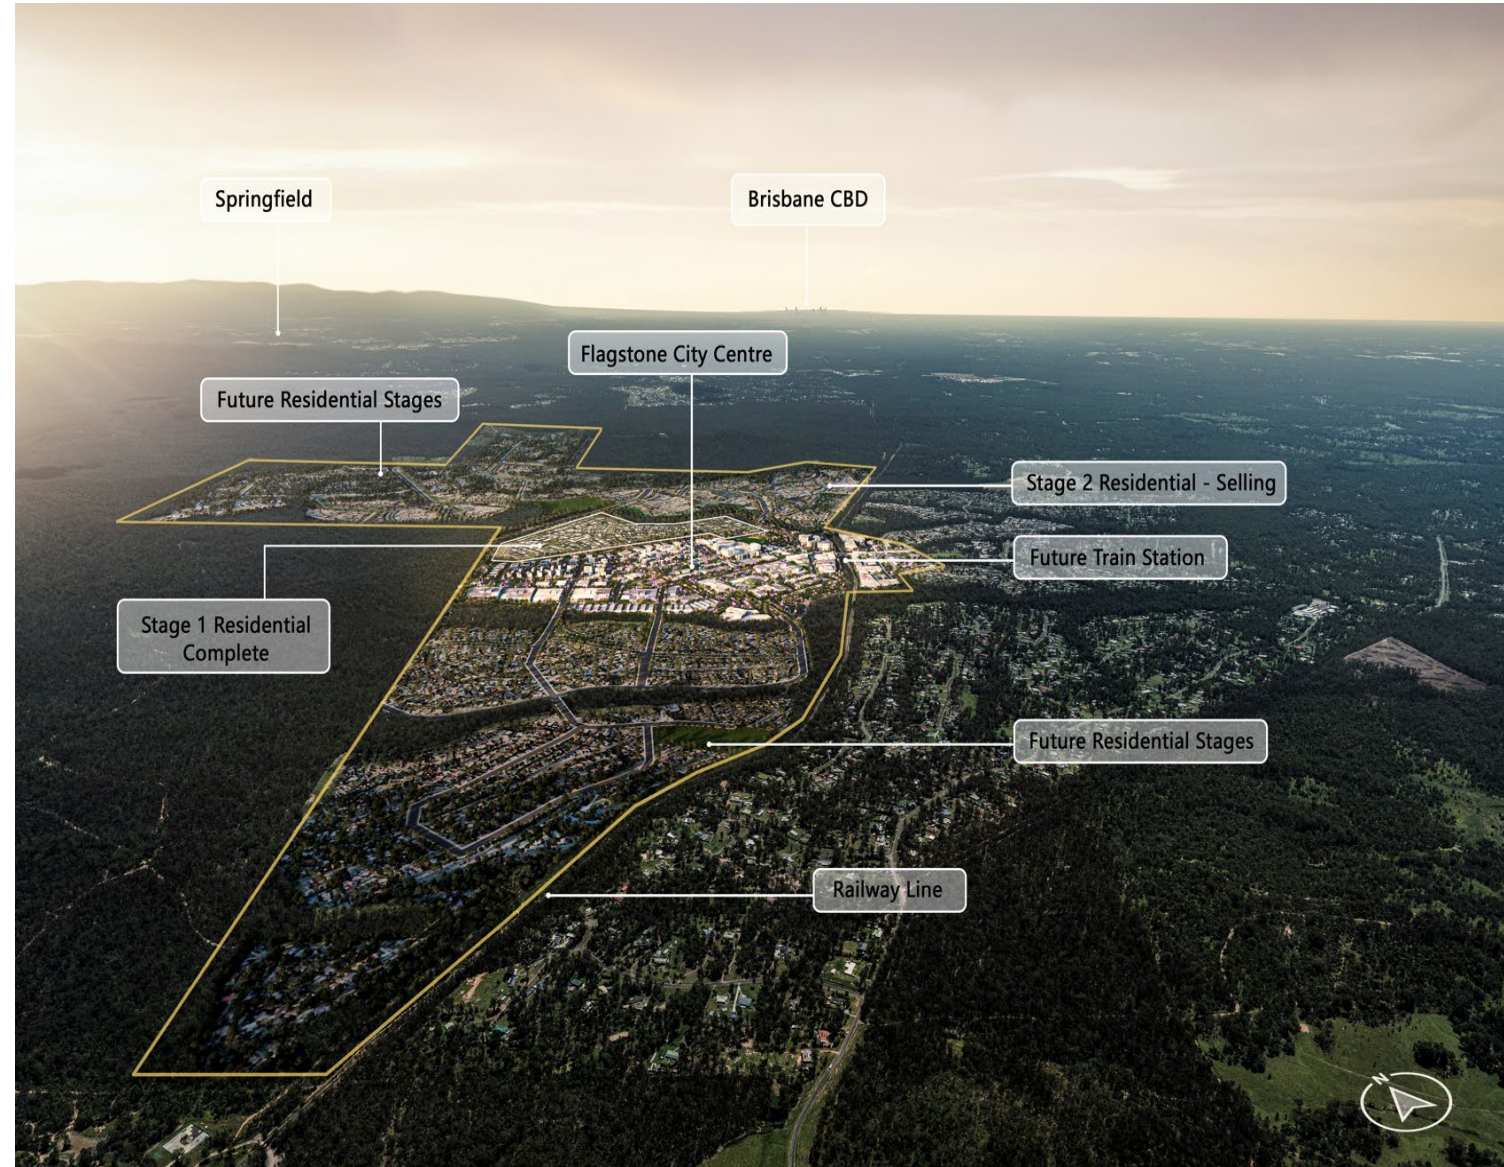 Springfield
Brisbane CBD
Flagstone City Centre
Future Residential Stages
Stage 2 Residential - Selling
Future Train Station
Stage 1 Residential
Complete
Future Residential Stages
Railway Line
N